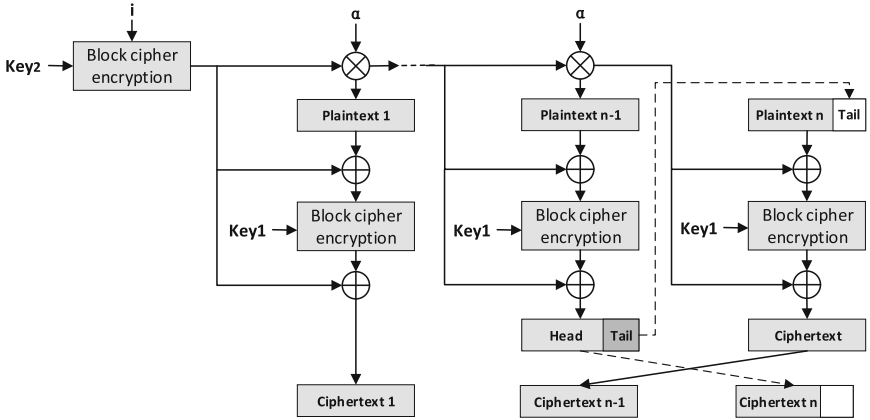 i
α
α
Key2
Block cipher
encryption
Plaintext 1
Plaintext n-1
Plaintext n
Tail
Key1
Block cipher
encryption
Key1
Block cipher
encryption
Key1
Block cipher
encryption
Head
Tail
Ciphertext
Ciphertext 1
Ciphertext n-1
Ciphertext n